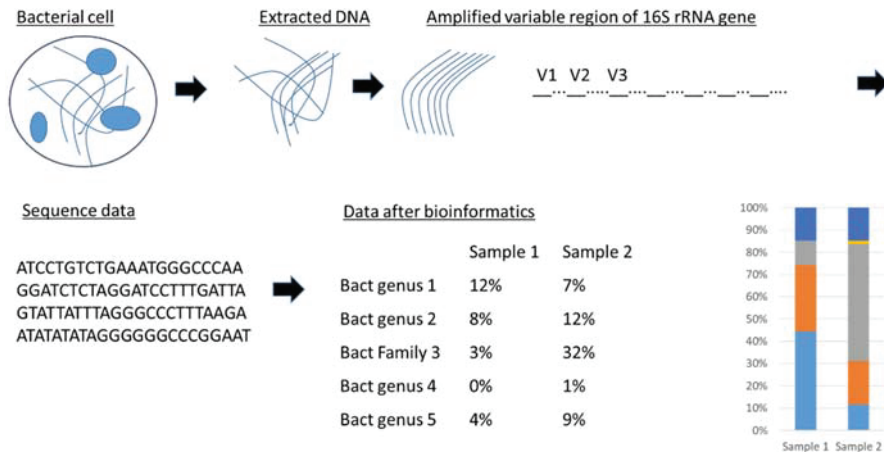 Bacterial cell
Extracted DNA
Amplified variable region of 16S rRNA gene
V1 V2 V3
Sequence data
ATCCTGTCTGAAATGGGCCCAA
GGATCTCTAGGATCCTTTGATTA
GTATTATTTAGGGCCCTTTAAGA
ATATATATAGGGGGGCCCGGAAT
Data after bioinformatics
Sample 1 Sample 2
Bact genus 1 12% 7%
Bact genus 2 8% 12%
Bact Family 3 3% 32%
Bact genus 4 0% 1%
Bact genus 5 4% 9%
100%
90%
80%
70%
60%
50%
40%
30%
20%
10%
0%
Sample 1 Sample 2